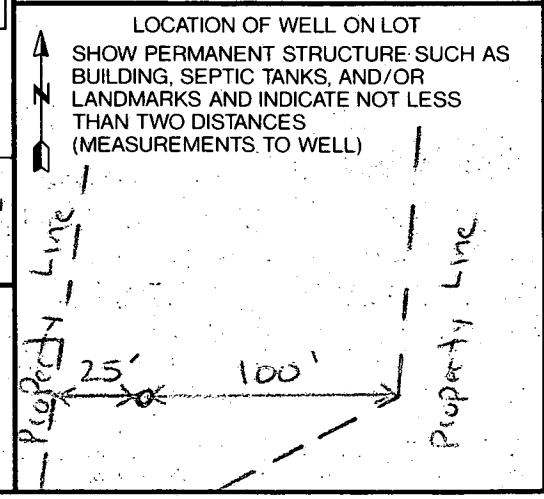 LOCATION OF WELL ON LOT
SHOW PERMANENT STRUCTURE SUCH AS
BUILDING, SEPTIC TANKS, AND/OR
LANDMARKS AND INDICATE NOT LESS
THAN TWO DISTANCES
(MEASUREMENTS TO WELL)
N
Property Line
25'
100'
Property Line